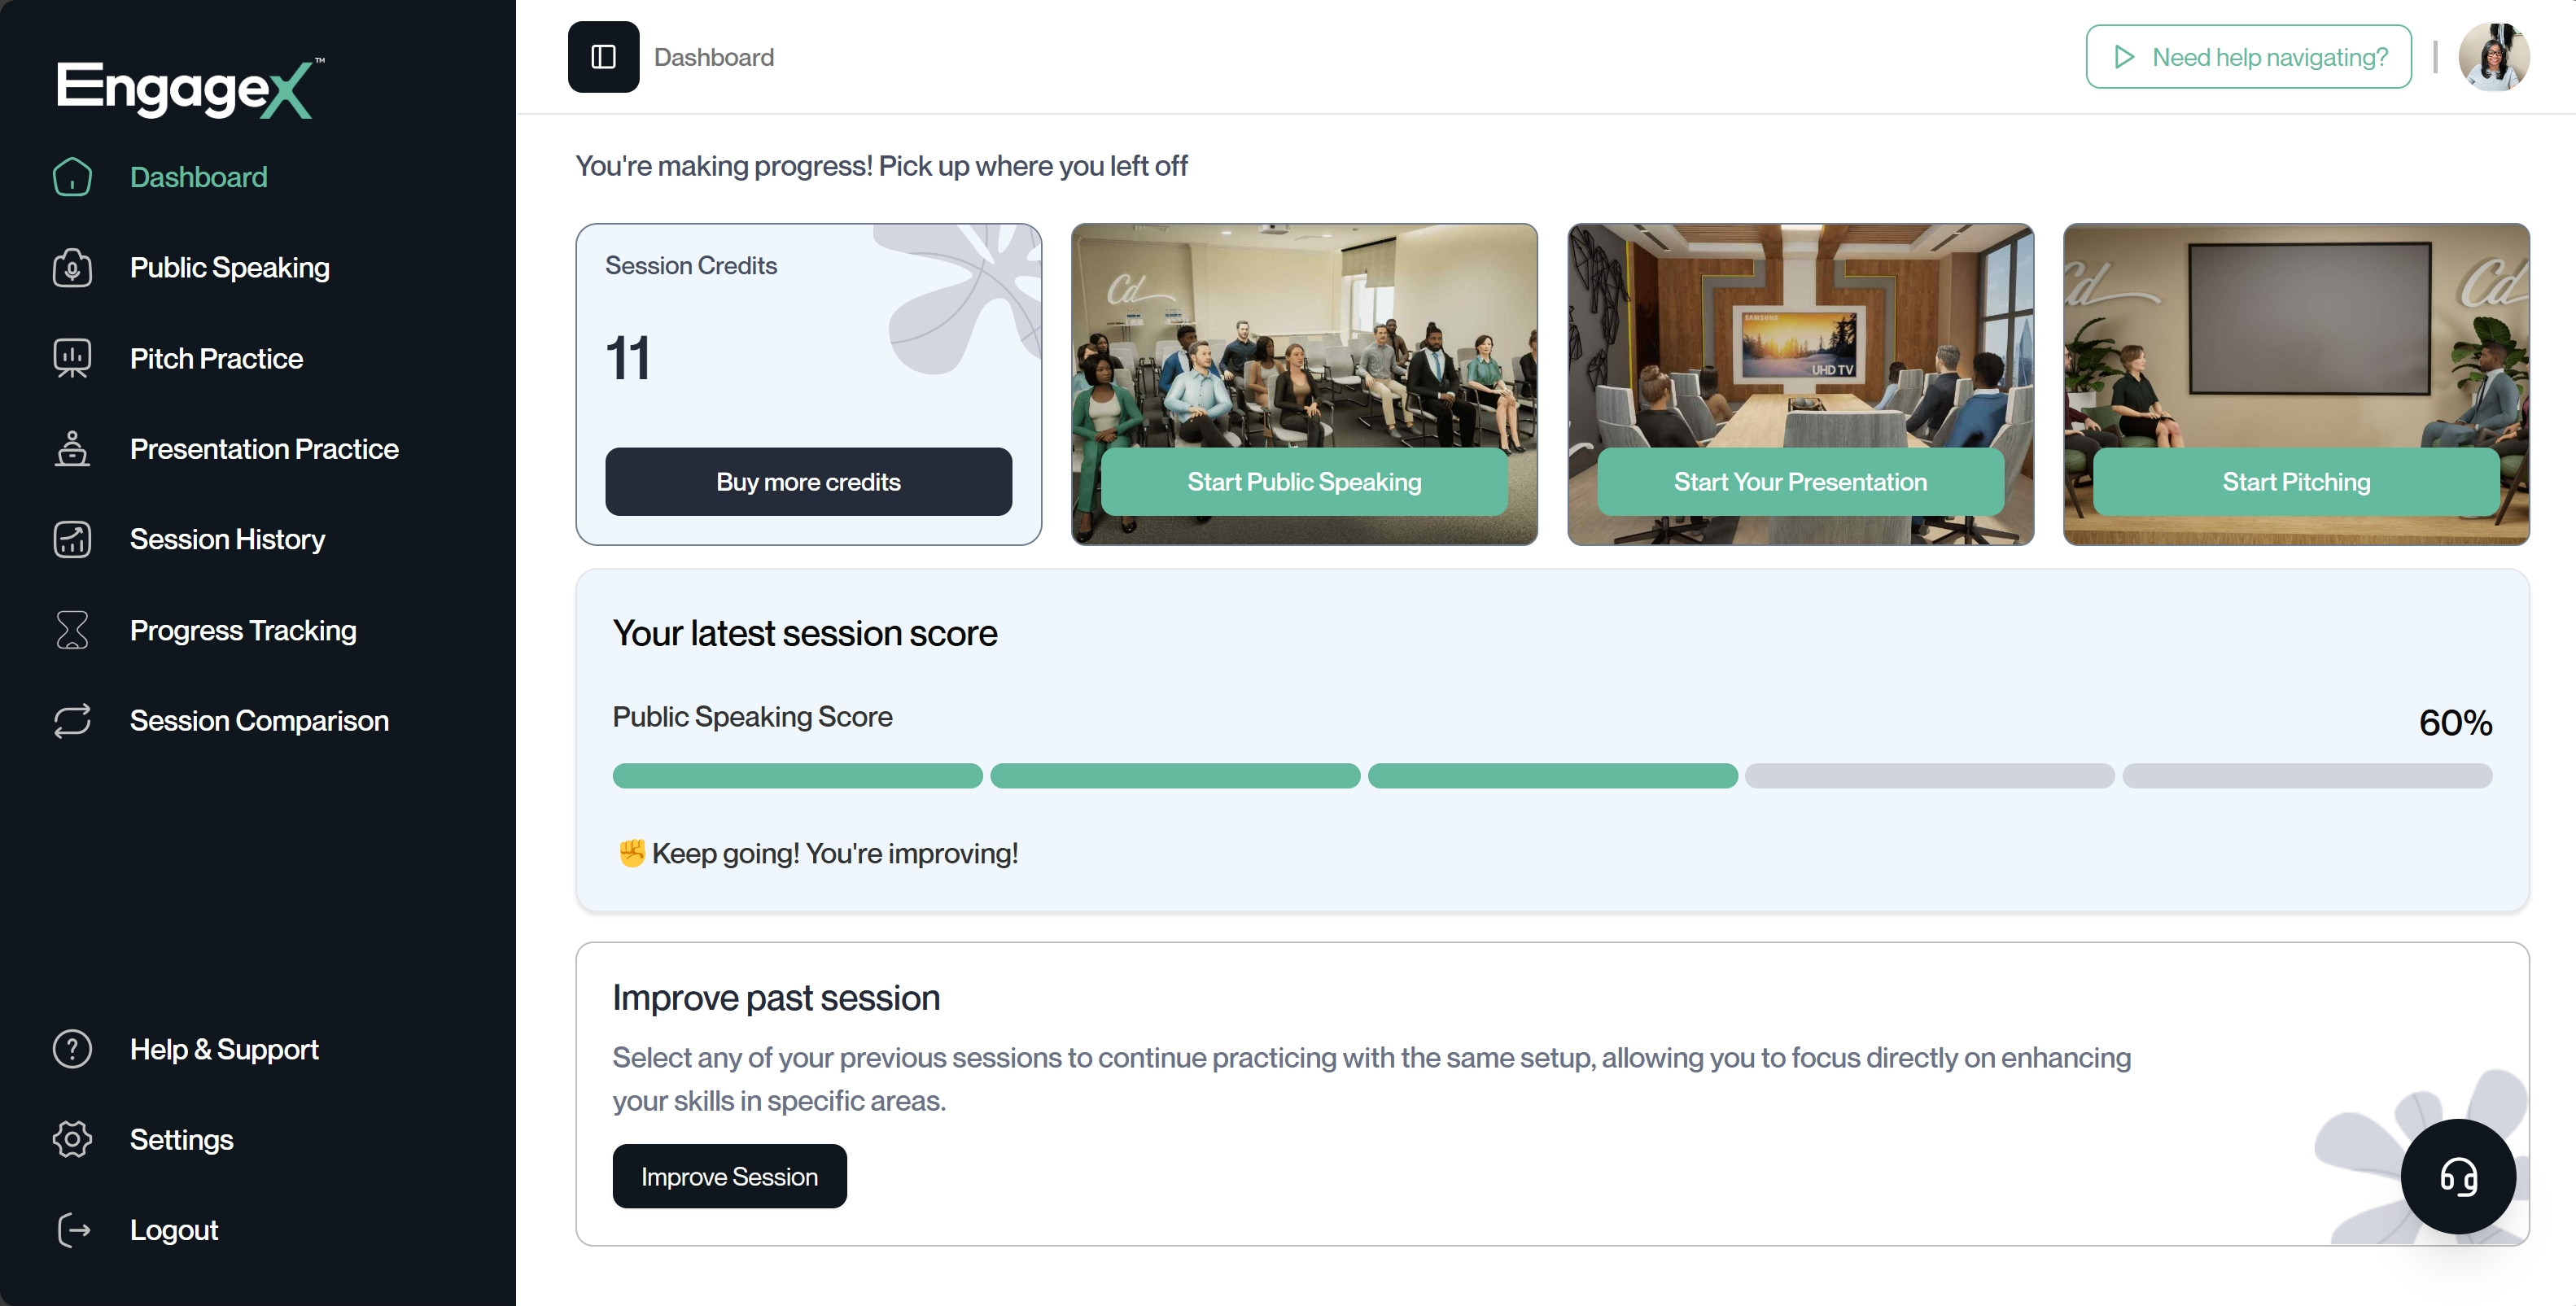 EngageX™
Dashboard
Public Speaking
Pitch Practice
Presentation Practice
Session History
Progress Tracking
Session Comparison
Help & Support
Settings
Logout
Dashboard
Need help navigating?
You're making progress! Pick up where you left off
Session Credits
11
Buy more credits
Cd
Start Public Speaking
SAMSUNG
UHD TV
Start Your Presentation
Cd
Cd
Start Pitching
Your latest session score
Public Speaking Score
60%
✊ Keep going! You're improving!
Improve past session
Select any of your previous sessions to continue practicing with the same setup, allowing you to focus directly on enhancing
your skills in specific areas.
Improve Session